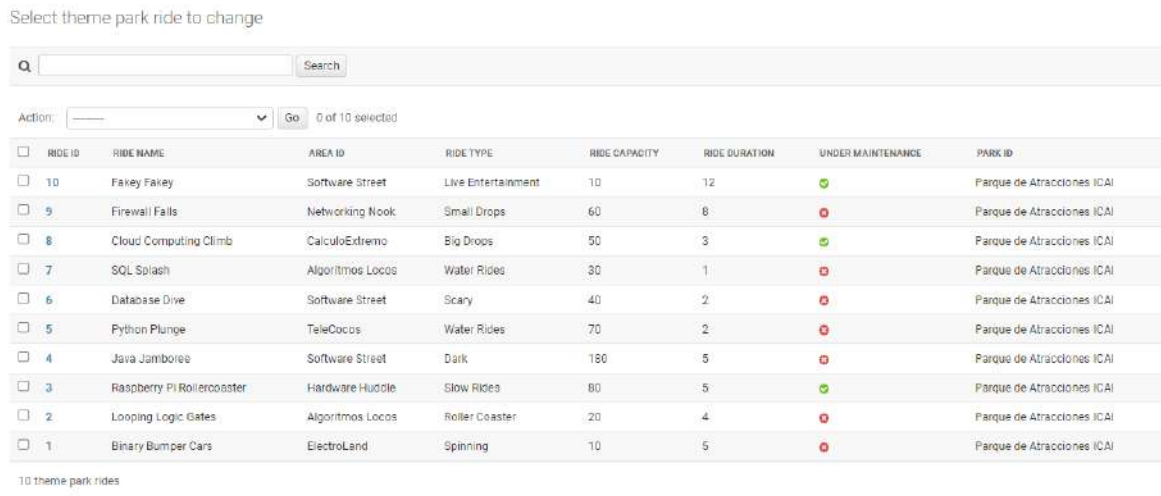 Select theme park ride to change
Search
Action: --------- Go 0 of 10 selected
RIDE ID RIDE NAME AREA ID RIDE TYPE RIDE CAPACITY RIDE DURATION UNDER MAINTENANCE PARK ID
10 Fakey Fakey Software Street Live Entertainment 10 12 Parque de Atracciones ICAI
9 Firewall Falls Networking Nook Small Drops 60 8 Parque de Atracciones ICAI
8 Cloud Computing Climb CalculoExtremo Big Drops 50 3 Parque de Atracciones ICAI
7 SQL Splash Algoritmos Locos Water Rides 30 1 Parque de Atracciones ICAI
6 Database Dive Software Street Scary 40 2 Parque de Atracciones ICAI
5 Python Plunge TeleCocos Water Rides 70 2 Parque de Atracciones ICAI
4 Java Jamboree Software Street Dark 180 5 Parque de Atracciones ICAI
3 Raspberry Pi Rollercoaster Hardware Huddle Slow Rides 80 5 Parque de Atracciones ICAI
2 Looping Logic Gates Algoritmos Locos Roller Coaster 20 4 Parque de Atracciones ICAI
1 Binary Bumper Cars ElectroLand Spinning 10 5 Parque de Atracciones ICAI
10 theme park rides